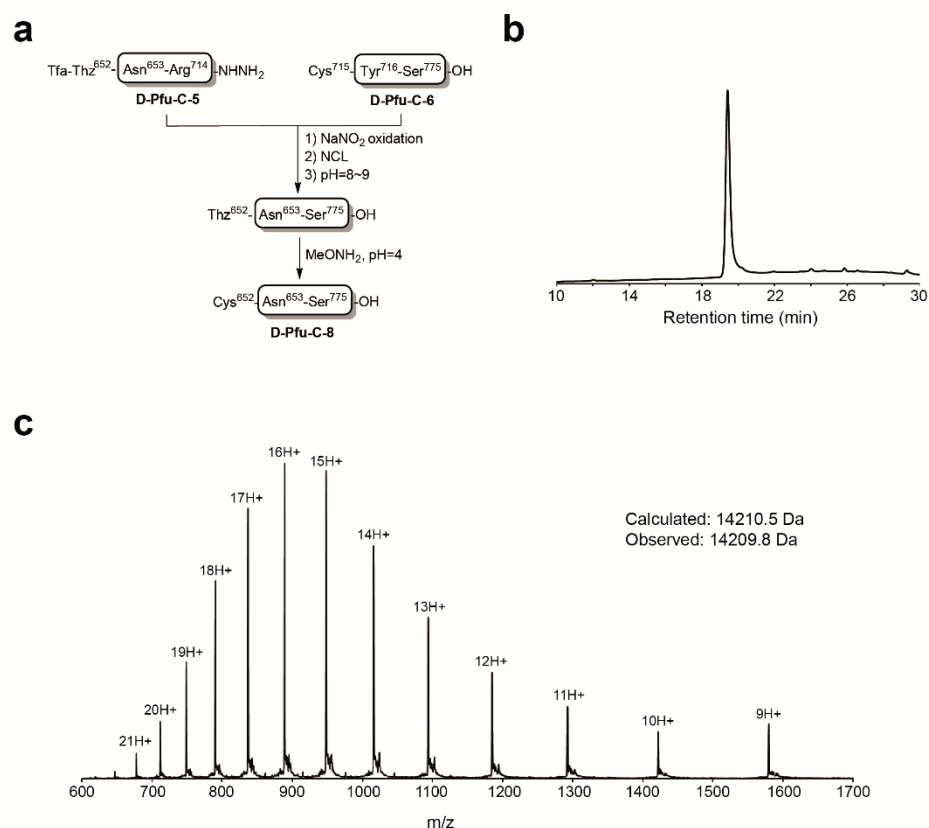 a
Tfa-Thz652- Asn653-Arg714 -NHNH2
D-Pfu-C-5
Cys715- Tyr716-Ser775 -OH
D-Pfu-C-6
1) NaNO2 oxidation
2) NCL
3) pH=8~9
Thz652- Asn653-Ser775 -OH
MeONH2, pH=4
Cys652- Asn653-Ser775 -OH
D-Pfu-C-8
b
10 14 18 22 26 30
Retention time (min)
c
21H+
20H+
19H+
18H+
17H+
16H+
15H+
14H+
13H+
12H+
11H+
10H+
9H+
Calculated: 14210.5 Da
Observed: 14209.8 Da
600 700 800 900 1000 1100 1200 1300 1400 1500 1600 1700
m/z